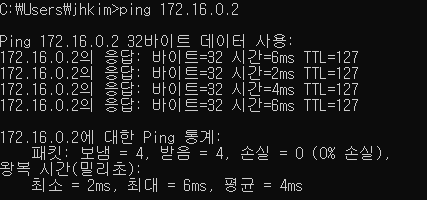 C:\Users\jhkim>ping 172.16.0.2
Ping 172.16.0.2 32바이트 데이터 사용:
172.16.0.2의 응답: 바이트=32 시간=6ms TTL=127
172.16.0.2의 응답: 바이트=32 시간=2ms TTL=127
172.16.0.2의 응답: 바이트=32 시간=4ms TTL=127
172.16.0.2의 응답: 바이트=32 시간=6ms TTL=127
172.16.0.2에 대한 Ping 통계:
패킷: 보냄 = 4, 받음 = 4, 손실 = 0 (0% 손실),
왕복 시간(밀리초):
최소 = 2ms, 최대 = 6ms, 평균 = 4ms